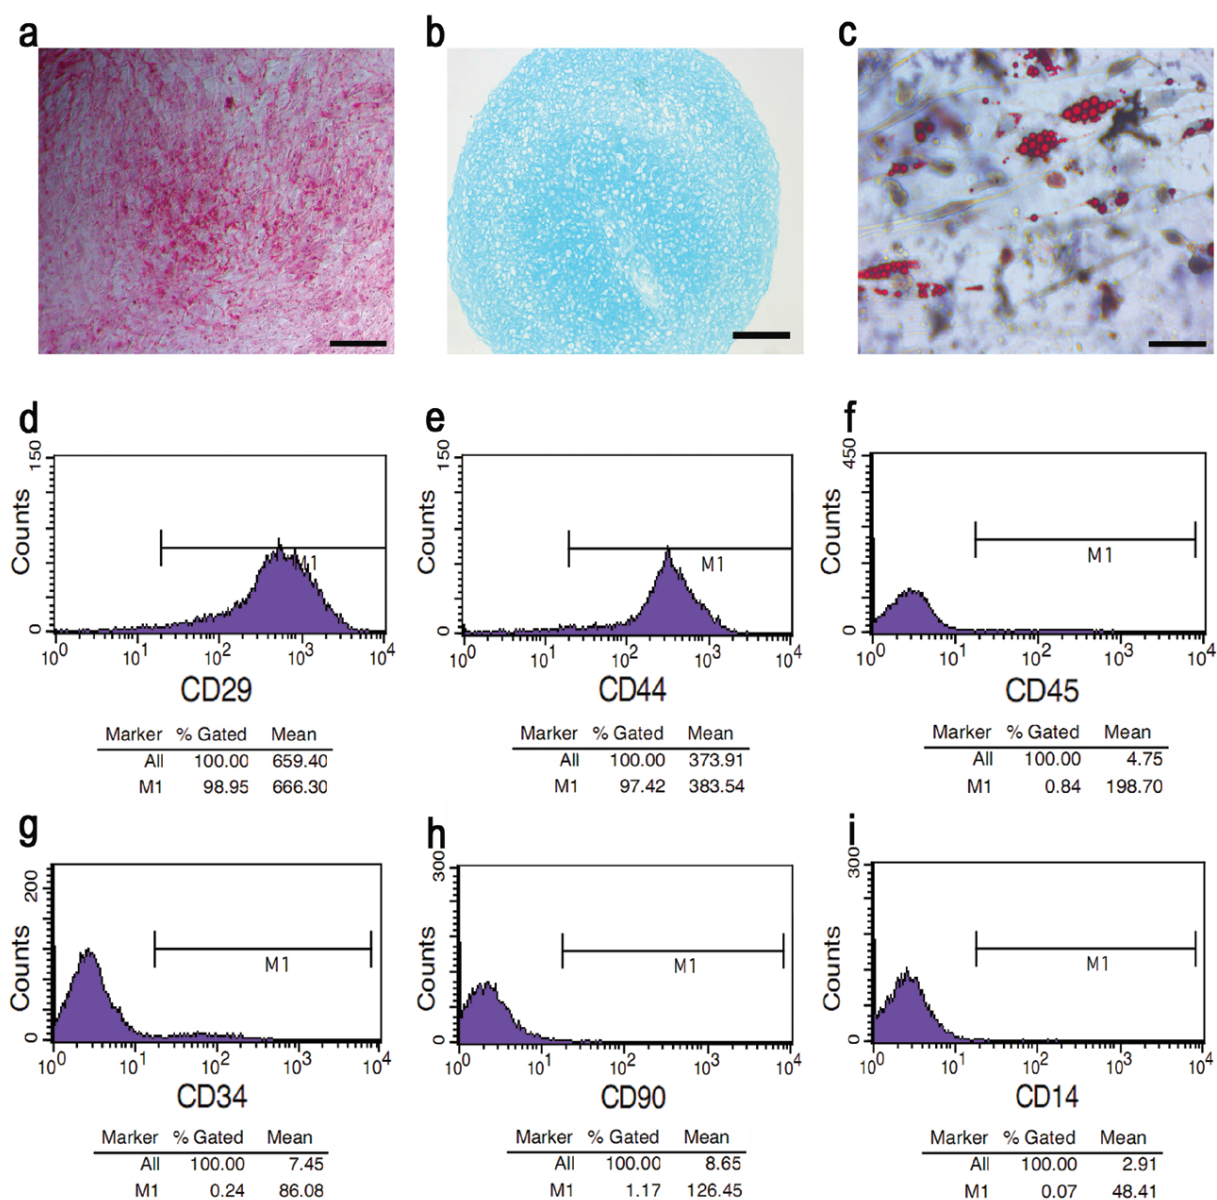 a b c
d e f
150 150 450
Counts Counts Counts
M1 M1 M1
0 0 0
10^0 10^1 10^2 10^3 10^4 10^0 10^1 10^2 10^3 10^4 10^0 10^1 10^2 10^3 10^4
CD29 CD44 CD45
Marker % Gated Mean Marker % Gated Mean Marker % Gated Mean
All 100.00 659.40 All 100.00 373.91 All 100.00 4.75
M1 98.95 666.30 M1 97.42 383.54 M1 0.84 198.70
g h i
200 300 300
Counts Counts Counts
M1 M1 M1
0 0 0
10^0 10^1 10^2 10^3 10^4 10^0 10^1 10^2 10^3 10^4 10^0 10^1 10^2 10^3 10^4
CD34 CD90 CD14
Marker % Gated Mean Marker % Gated Mean Marker % Gated Mean
All 100.00 7.45 All 100.00 8.65 All 100.00 2.91
M1 0.24 86.08 M1 1.17 126.45 M1 0.07 48.41